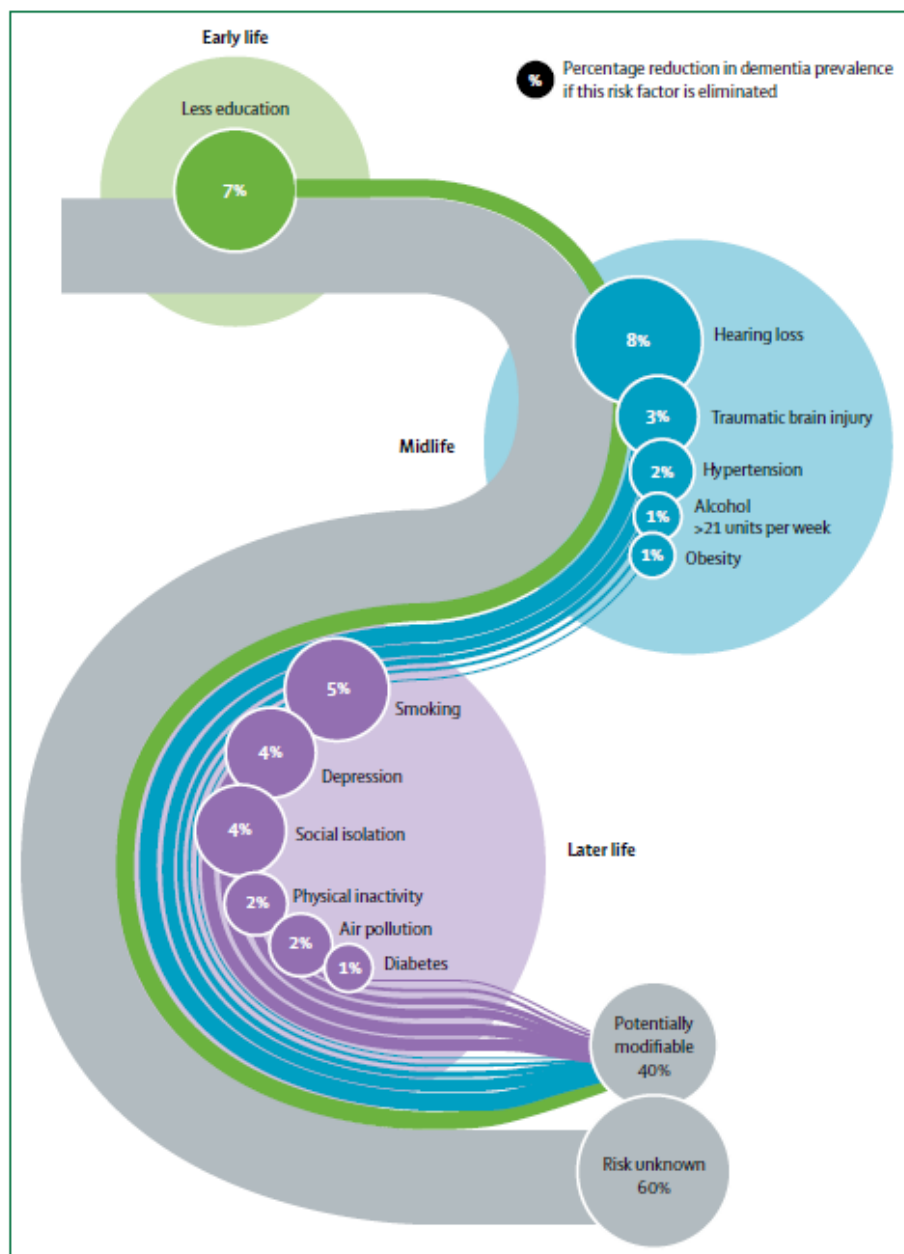 Early life
% Percentage reduction in dementia prevalence
if this risk factor is eliminated
Less education
7%
8% Hearing loss
3% Traumatic brain injury
Midlife
2% Hypertension
1% Alcohol
>21 units per week
1% Obesity
5% Smoking
4% Depression
4% Social isolation
Later life
2% Physical inactivity
2% Air pollution
1% Diabetes
Potentially
modifiable
40%
Risk unknown
60%